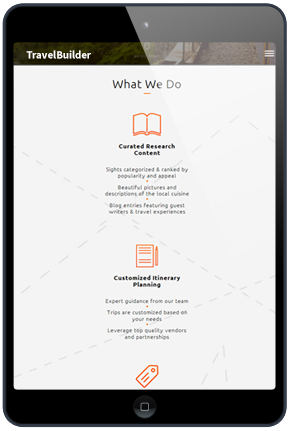 TravelBuilder
What We Do
Curated Research
Content
Sights categorized & ranked by
popularity and appeal
Beautiful pictures and
descriptions of the local cuisine
Blog entries featuring guest
writers & travel experiences
Customized Itinerary
Planning
Expert guidance from our team
Trips are customized based on
your needs
Leverage top quality vendors
and partnerships